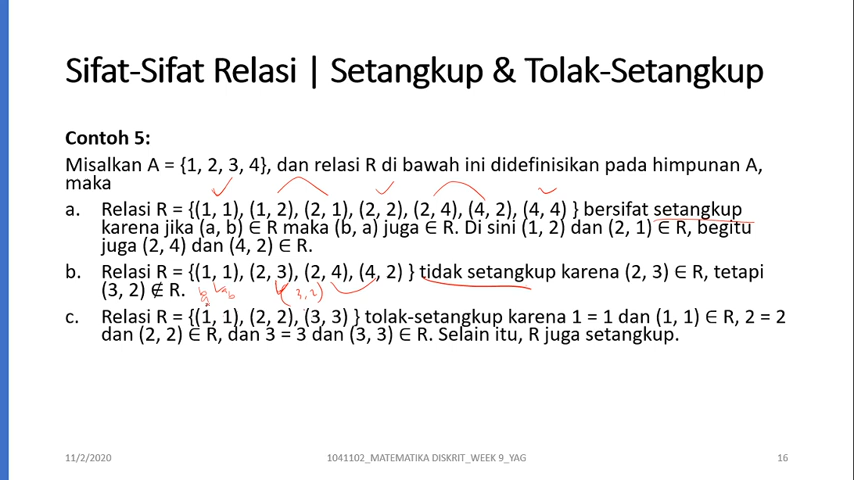 Sifat-Sifat Relasi | Setangkup & Tolak-Setangkup
Contoh 5:
Misalkan A = {1, 2, 3, 4}, dan relasi R di bawah ini didefinisikan pada himpunan A,
maka
a. Relasi R = {(1, 1), (1, 2), (2, 1), (2, 2), (2, 4), (4, 2), (4, 4) } bersifat setangkup
karena jika (a, b) ∈ R maka (b, a) juga ∈ R. Di sini (1, 2) dan (2, 1) ∈ R, begitu
juga (2, 4) dan (4, 2) ∈ R.
b. Relasi R = {(1, 1), (2, 3), (2, 4), (4, 2) } tidak setangkup karena (2, 3) ∈ R, tetapi
(3, 2) ∉ R.
(3, 2)
c. Relasi R = {(1, 1), (2, 2), (3, 3) } tolak-setangkup karena 1 = 1 dan (1, 1) ∈ R, 2 = 2
dan (2, 2) ∈ R, dan 3 = 3 dan (3, 3) ∈ R. Selain itu, R juga setangkup.
11/2/2020
1041102_MATEMATIKA DISKRIT_WEEK 9_YAG
16